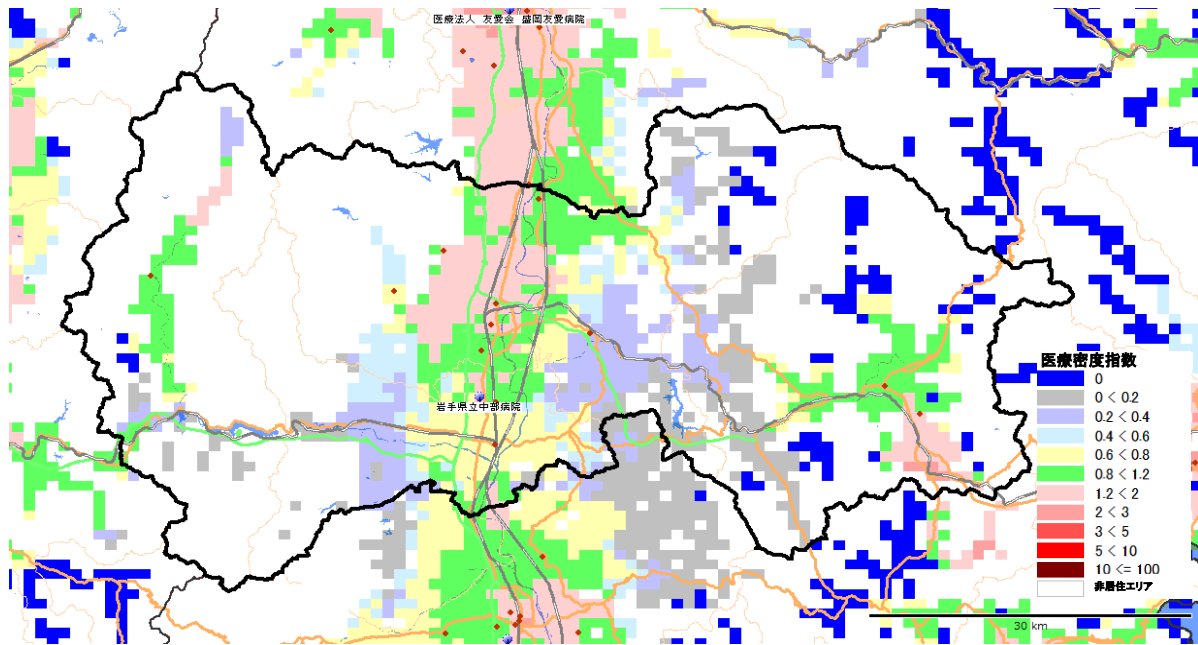 医療法人 友愛会 盛岡友愛病院
岩手県立中部病院
医療密度指数
0
0 < 0.2
0.2 < 0.4
0.4 < 0.6
0.6 < 0.8
0.8 < 1.2
1.2 < 2
2 < 3
3 < 5
5 < 10
10 <= 100
非居住エリア
30 km